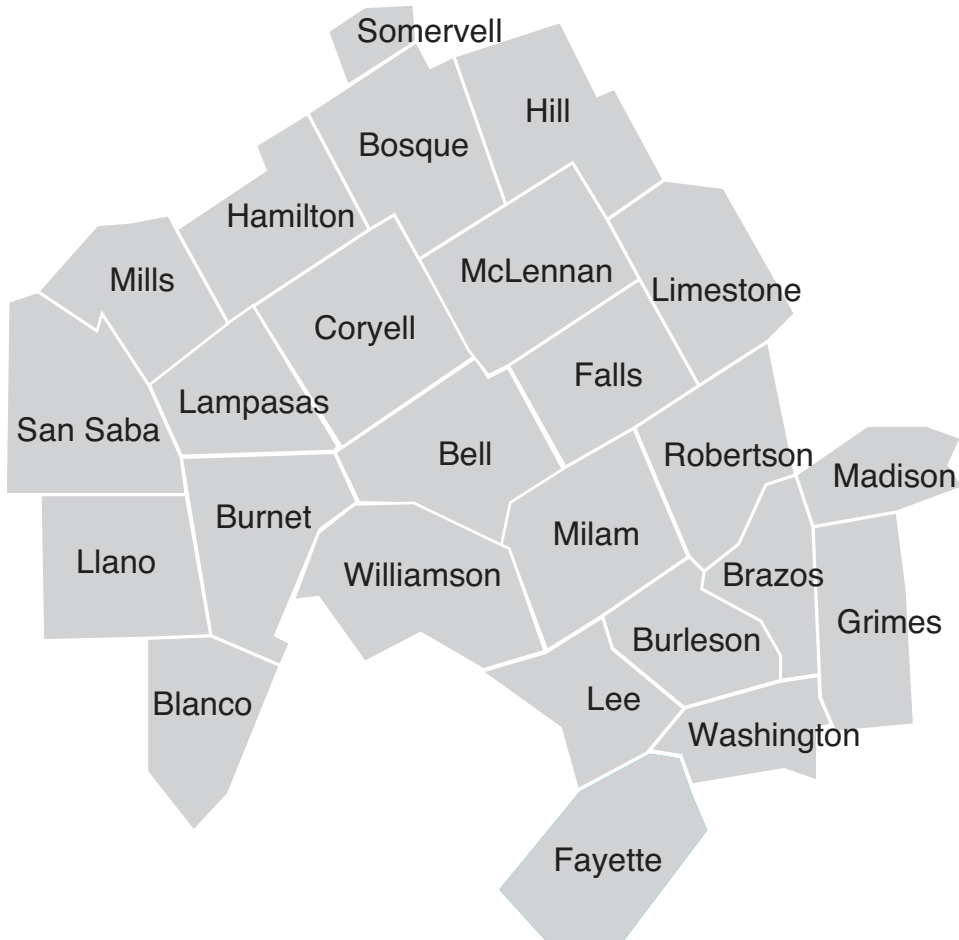 Somervell
Hill
Bosque
Hamilton
McLennan
Mills
Limestone
Coryell
Falls
Lampasas
San Saba
Bell
Robertson
Madison
Burnet
Milam
Llano
Williamson
Brazos
Grimes
Burleson
Lee
Blanco
Washington
Fayette